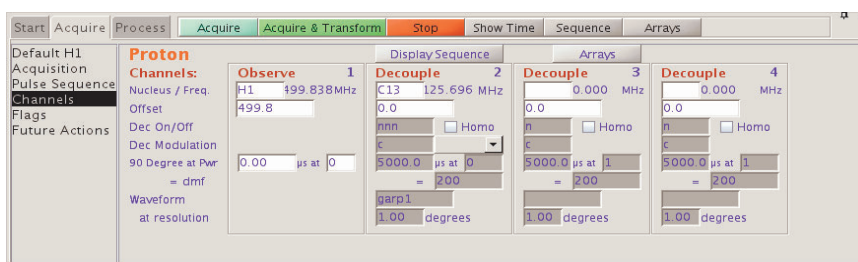 Start Acquire Process Acquire Acquire & Transform Stop Show Time Sequence Arrays
Default H1
Acquisition
Pulse Sequence
Channels
Flags
Future Actions
Proton Display Sequence Arrays
Channels: Observe 1 Decouple 2 Decouple 3 Decouple 4
Nucleus / Freq. H1 499.838 MHz C13 125.696 MHz 0.000 MHz 0.000 MHz
Offset 499.8 0.0 0.0 0.0
Dec On/Off nnn Homo n Homo n Homo
Dec Modulation c c c
90 Degree at Pwr 0.00 µs at 0 5000.0 µs at 0 5000.0 µs at 1 5000.0 µs at 1
= dmf = 200 = 200 = 200
Waveform garp1
at resolution 1.00 degrees 1.00 degrees 1.00 degrees